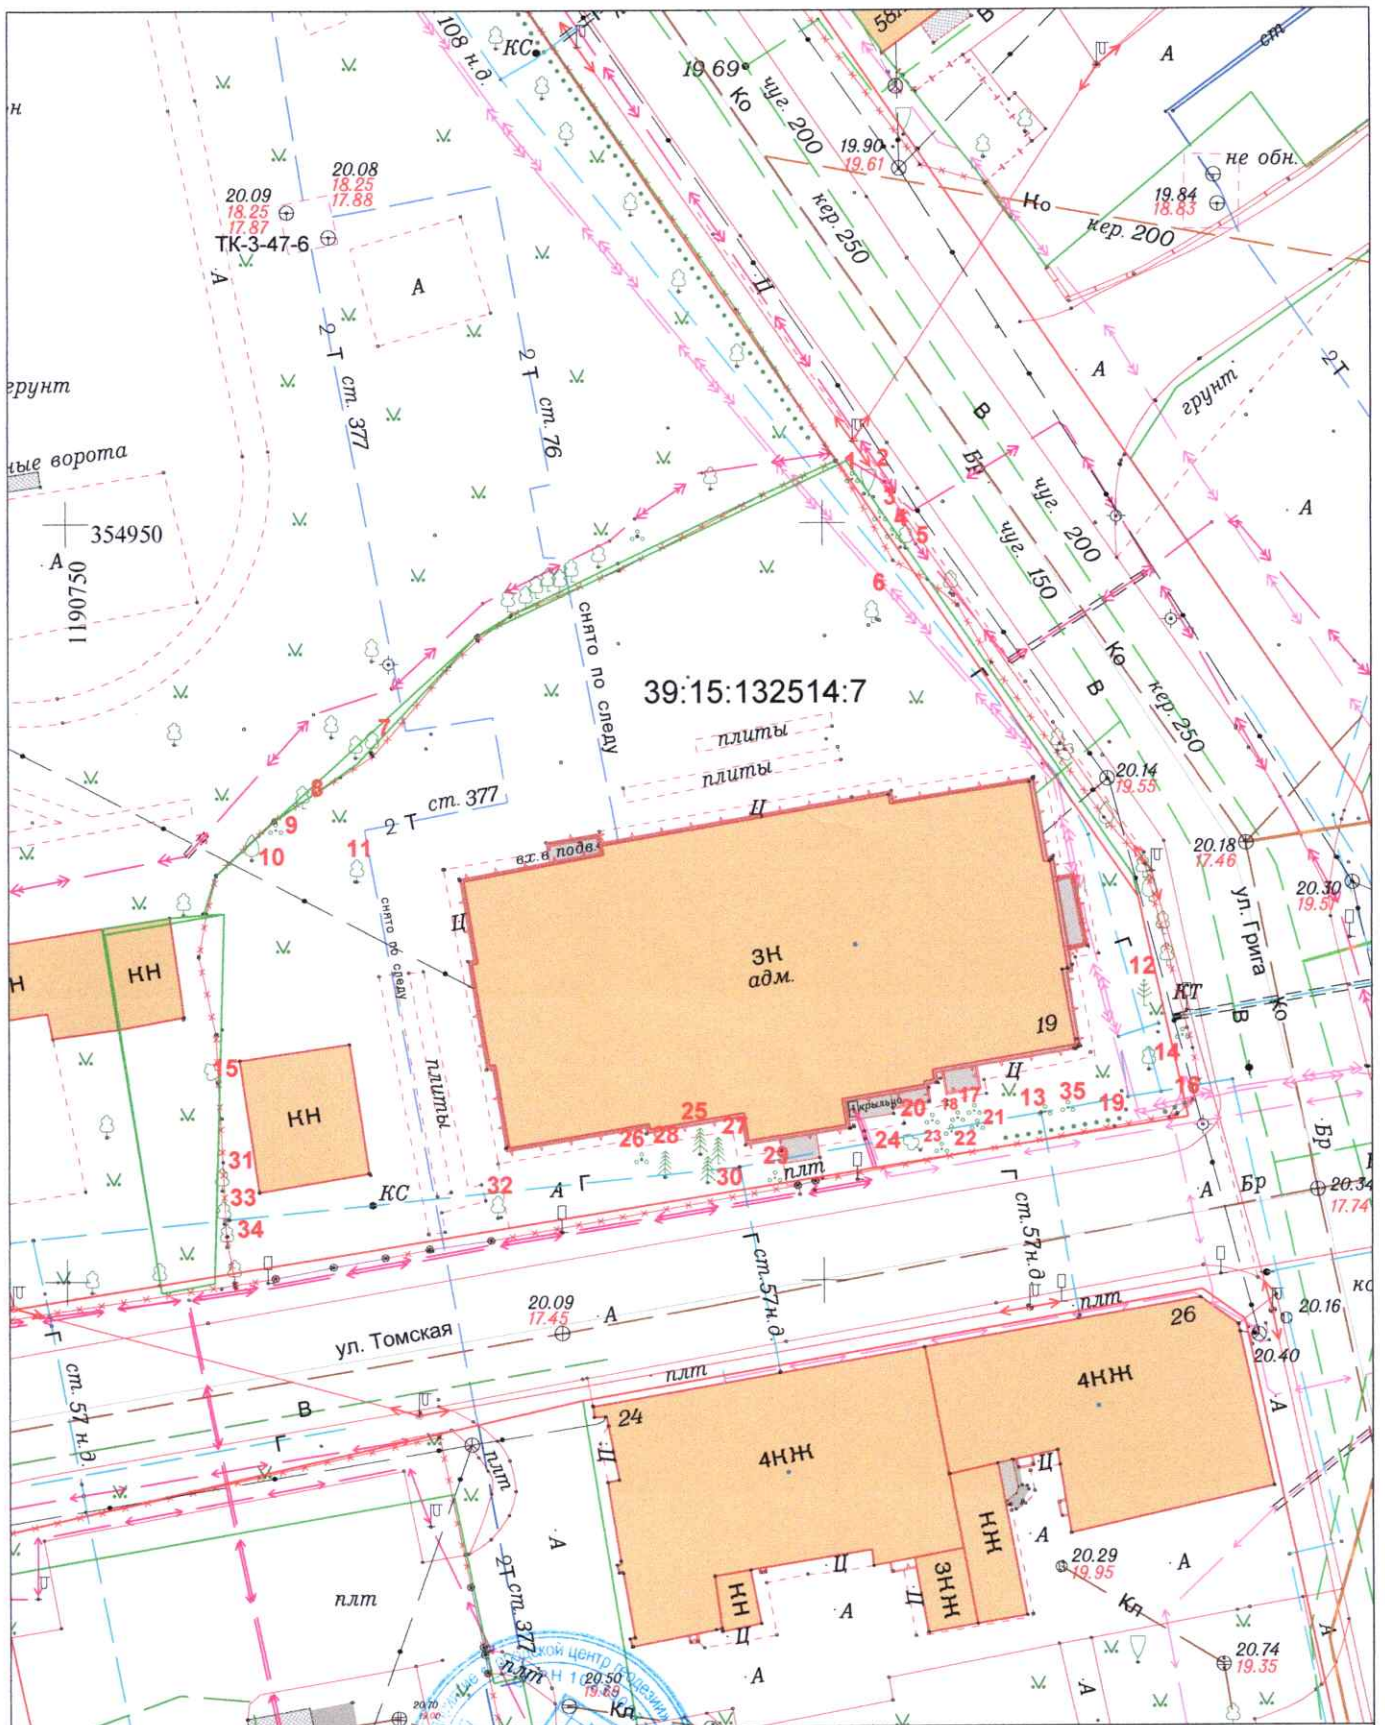 108 н.д.
КС
19 69
Ко
чуг. 200
58
В
А
ст
19.90
19.61
не обн.
19.84
18.83
Но
кер. 200
кер. 250
20.08
18.25
17.88
20.09
18.25
17.87
ТК-3-47-6
А
А
Ц
2 Т
ст. 377
2 Т
ст. 76
2Т
грунт
А
В
Бр
чуг. 200
чуг. 150
А
354950
А
1190750
1
2
3
4
5
6
снято по следу
39:15:132514:7
Г
Ко
В
кер. 250
плиты
плиты
7
8
9
10
11
ст. 377
2 Т
Ц
вх.в подв.
20.14
19.55
20.18
17.46
20.30
ул. Грига
Ц
снято по следу
3Н
адм.
19
Г
12
КТ
В
Ко
НН
НН
плиты
14
15
16
Ц
крыльцо
17
18
13
35
19
20
21
22
23
24
25
26
27
28
29
30
плт
Г
Бр
31
32
33
34
КС
А
Г
А
Бр
20.34
17.74
Г
ст.57н.д
ст.57н.д
20.09
17.45
А
ул. Томская
плт
плт
26
20.16
20.40
Г
ст. 57 н.д.
В
Г
24
4НЖ
4НЖ
А
Ц
плт
Ц
НЖ
А
2Т
ст.377
А
3НЖ
НН
Ц
Ц
Ц
А
А
20.29
19.95
А
Кл
20.74
19.35
плт
плт
20.50
Кл
А
А
А